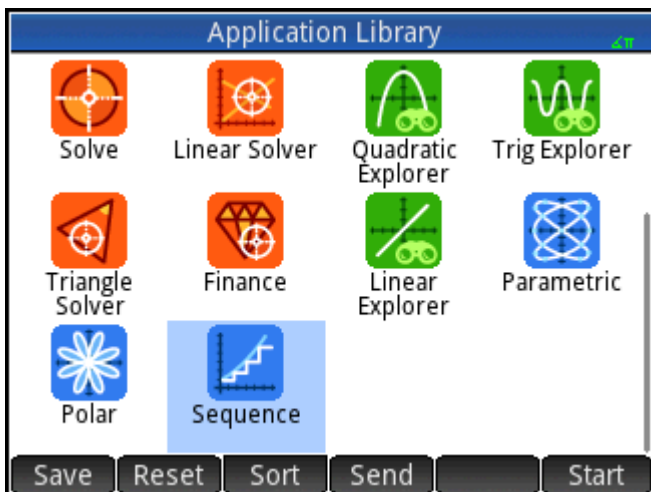 Application Library
∡π
Solve
Linear Solver
Quadratic
Explorer
Trig Explorer
Triangle
Solver
Finance
Linear
Explorer
Parametric
Polar
Sequence
Save
Reset
Sort
Send
Start